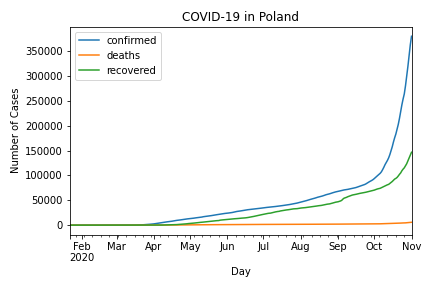 COVID-19 in Poland
confirmed
deaths
recovered
Number of Cases
350000
300000
250000
200000
150000
100000
50000
0
Feb Mar Apr May Jun Jul Aug Sep Oct Nov
2020
Day